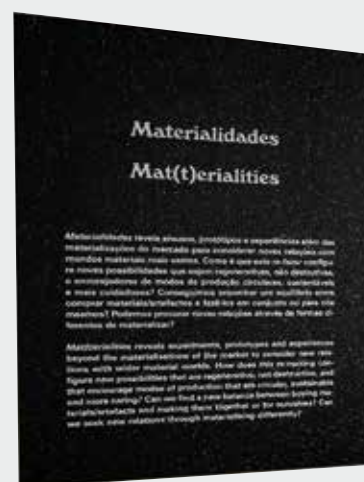 Materialidades
Mat(t)erialities
Materialidades revela ensaios, protótipos e experiências além das
materializações do mercado para considerar novas relações com
mundos materiais mais vastos. Como é que este re-fazer configu-
ra novas possibilidades que sejam regenerativas, não destrutivas,
e encorajadoras de modos de produção circulares, sustentáveis
e mais cuidadosos? Conseguimos encontrar um equilíbrio entre
comprar materiais/artefactos e fazê-los em conjunto ou para nós
mesmos? Podemos procurar novas relações através de formas di-
ferentes de materializar?
Mat(t)erialities reveals experiments, prototypes and experiences
beyond the materialisations of the market to consider new rela-
tions with wider material worlds. How does this re-making con-
figure new possibilities that are regenerative, not destructive, and
that encourage modes of production that are circular, sustainable
and more caring? Can we find a new balance between buying ma-
terials/artefacts and making them together or for ourselves? Can
we seek new relations through materialising differently?